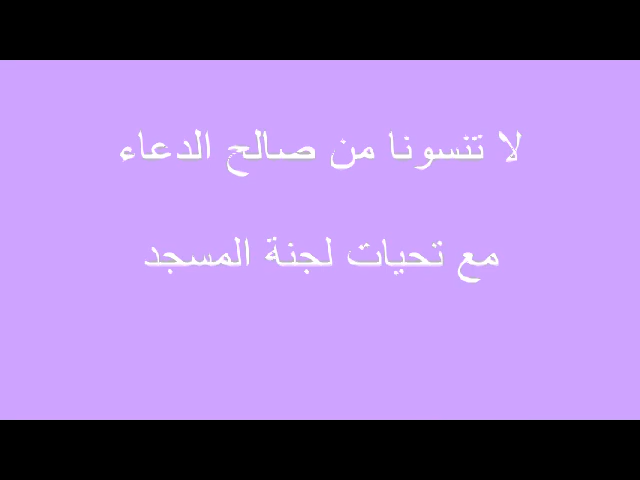 لا تنسونا من صالح الدعاء
مع تحيات لجنة المسجد